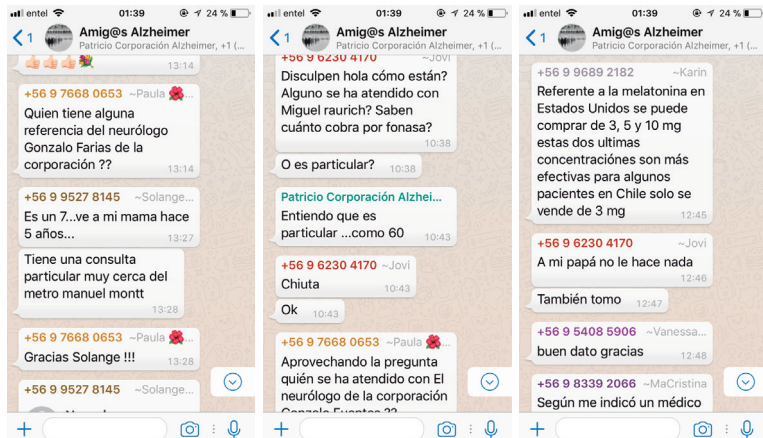 entel 01:39 24 %
1 Amig@s Alzheimer
Patricio Corporación Alzheimer, +1 (...
13:14
+56 9 7668 0653 ~Paula
Quien tiene alguna
referencia del neurólogo
Gonzalo Farias de la
corporación ??
13:14
+56 9 9527 8145 ~Solange...
Es un 7...ve a mi mama hace
5 años...
13:27
Tiene una consulta
particular muy cerca del
metro manuel montt
13:28
+56 9 7668 0653 ~Paula
Gracias Solange !!!
13:28
+56 9 9527 8145 ~Solange...
entel 01:39 24 %
1 Amig@s Alzheimer
Patricio Corporación Alzheimer, +1 (...
+56 9 6230 4170 ~Jovi
Disculpen hola cómo están?
Alguno se ha atendido con
Miguel raurich? Saben
cuánto cobra por fonasa?
10:38
O es particular? 10:38
Patricio Corporación Alzhei...
Entiendo que es
particular ...como 60 10:43
+56 9 6230 4170 ~Jovi
Chiuta
10:43
Ok 10:43
+56 9 7668 0653 ~Paula ...
Aprovechando la pregunta
quién se ha atendido con El
neurólogo de la corporación
Gonzalo Fuentes ??
entel 01:39 24 %
1 Amig@s Alzheimer
Patricio Corporación Alzheimer, +1 (...
+56 9 9689 2182 ~Karin
Referente a la melatonina en
Estados Unidos se puede
comprar de 3, 5 y 10 mg
estas dos ultimas
concentraciónes son más
efectivas para algunos
pacientes en Chile solo se
vende de 3 mg 12:45
+56 9 6230 4170 ~Jovi
A mi papá no le hace nada
12:46
También tomo 12:47
+56 9 5408 5906 ~Vanessa...
buen dato gracias 12:48
+56 9 8339 2066 ~MaCristina
Según me indicó un médico